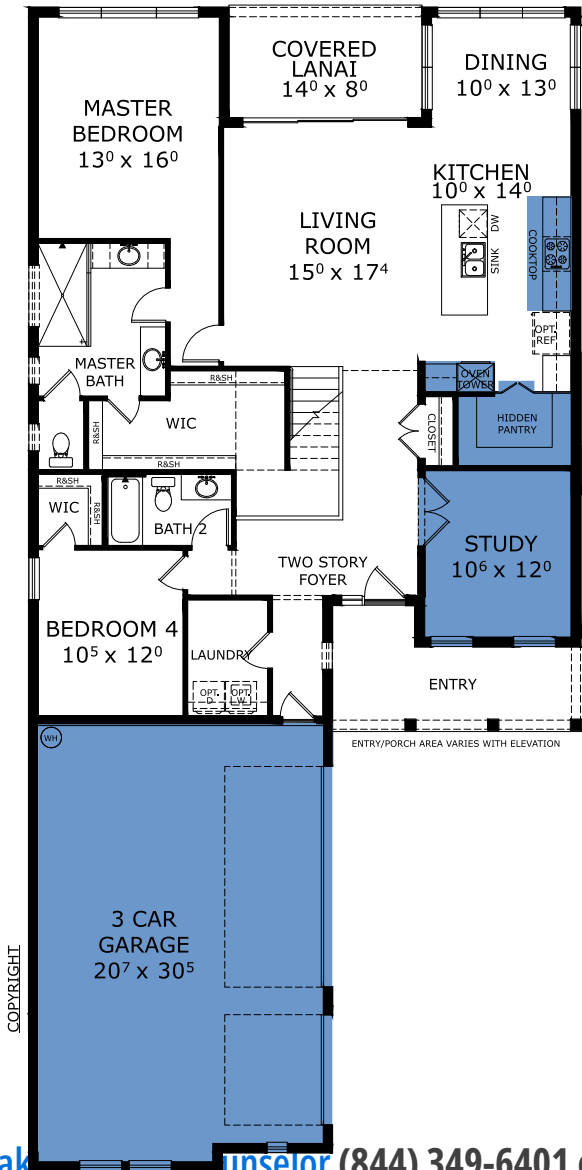 COVERED
LANAI
14⁰ x 8⁰
DINING
10⁰ x 13⁰
MASTER
BEDROOM
13⁰ x 16⁰
KITCHEN
10⁰ x 14⁰
LIVING
ROOM
15⁰ x 17⁴
DW
SINK
COOKTOP
OPT.
REF
MASTER
BATH
R&SH
OVEN
TOWER
WIC
R&SH
R&SH
CLOSET
HIDDEN
PANTRY
R&SH
WIC
R&SH
BATH 2
STUDY
10⁶ x 12⁰
TWO STORY
FOYER
BEDROOM 4
10⁵ x 12⁰
LAUNDRY
OPT.
D
OPT.
W
ENTRY
WH
ENTRY/PORCH AREA VARIES WITH ELEVATION
3 CAR
GARAGE
20⁷ x 30⁵
COPYRIGHT
(844) 349-6401